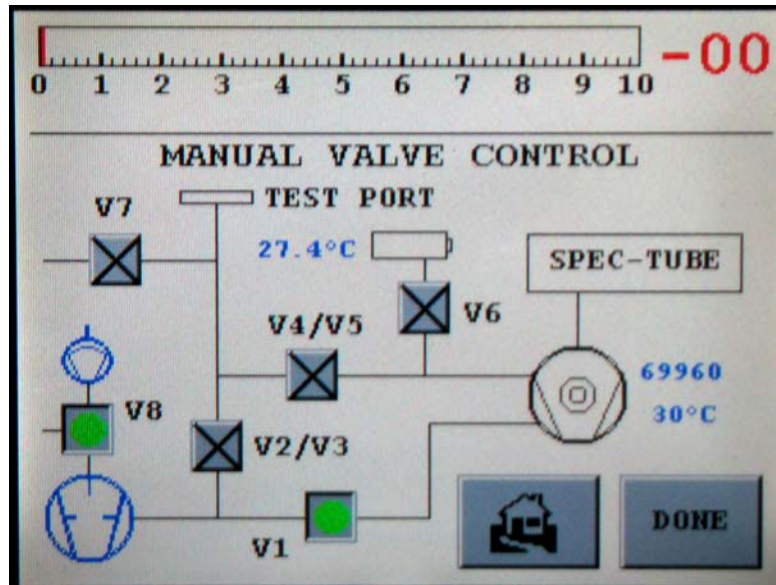 -00
0 1 2 3 4 5 6 7 8 9 10
MANUAL VALVE CONTROL
V7
TEST PORT
27.4°C
SPEC-TUBE
V4/V5
V6
69960
30°C
V8
V2/V3
V1
DONE